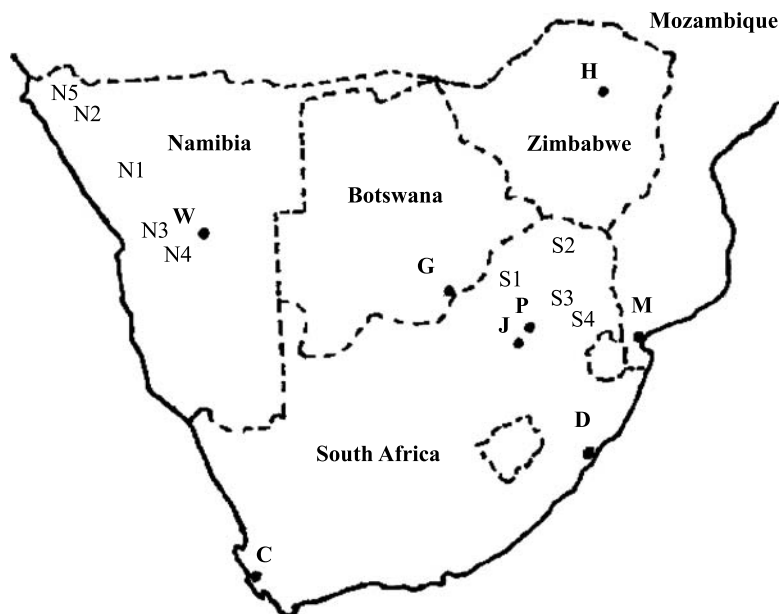 Mozambique
H
N5
N2
Namibia
Zimbabwe
N1
Botswana
W
N3
N4
S2
G
S1
S3
P
S4
M
J
D
South Africa
C